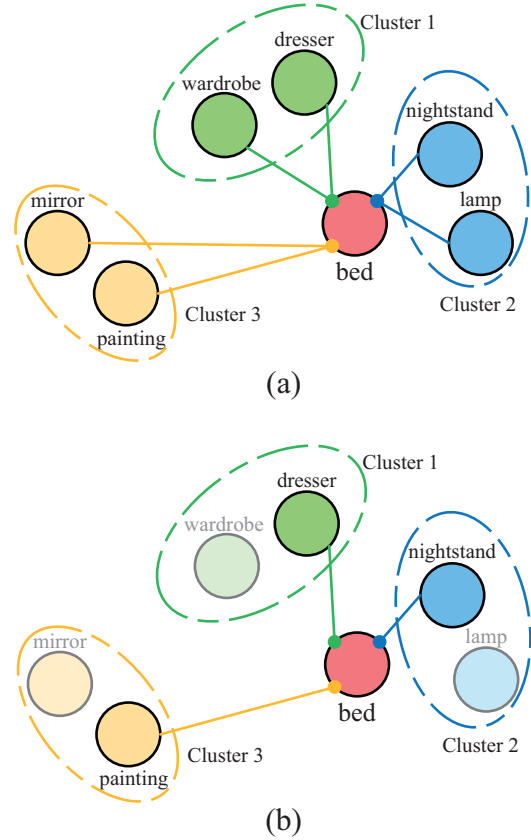 Cluster 1
dresser
wardrobe
nightstand
mirror
lamp
bed
Cluster 2
Cluster 3
painting
(a)
Cluster 1
dresser
wardrobe
nightstand
mirror
lamp
bed
Cluster 2
Cluster 3
painting
(b)